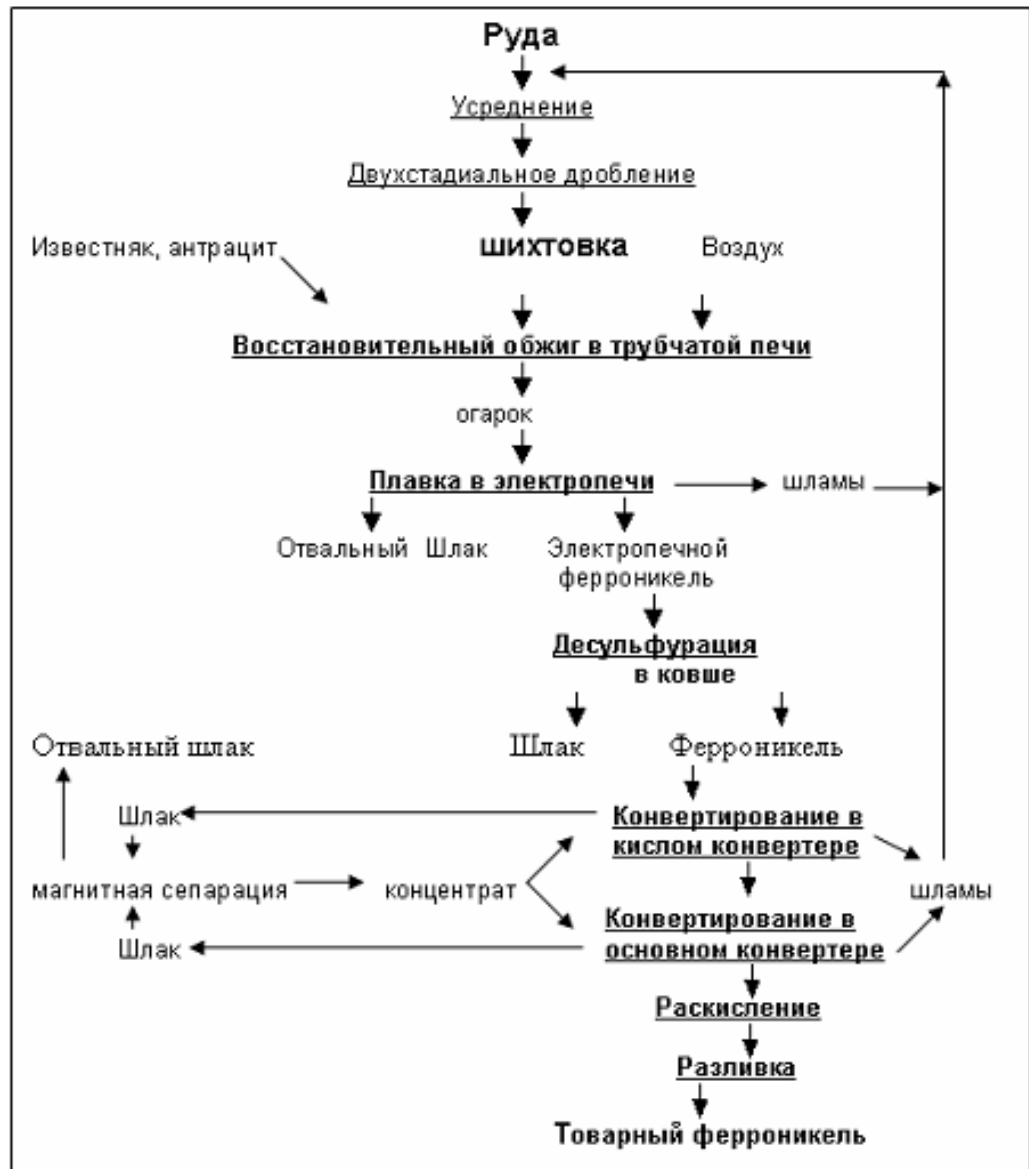 Руда
Усреднение
Двухстадиальное дробление
Известняк, антрацит
шихтовка
Воздух
Восстановительный обжиг в трубчатой печи
огарок
Плавка в электропечи
шламы
Отвальный Шлак
Электропечной
ферроникель
Десульфурация
в ковше
Отвальный шлак
Шлак
Ферроникель
Шлак
Конвертирование в
кислом конвертере
магнитная сепарация
концентрат
шламы
Шлак
Конвертирование в
основном конвертере
Раскисление
Разливка
Товарный ферроникель